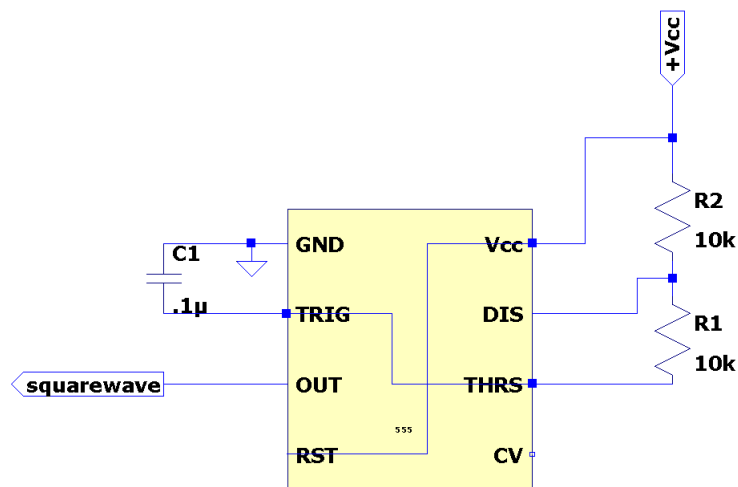 +Vcc
R2
10k
GND
Vcc
C1
.1µ
TRIG
DIS
R1
10k
squarewave
OUT
THRS
555
RST
CV